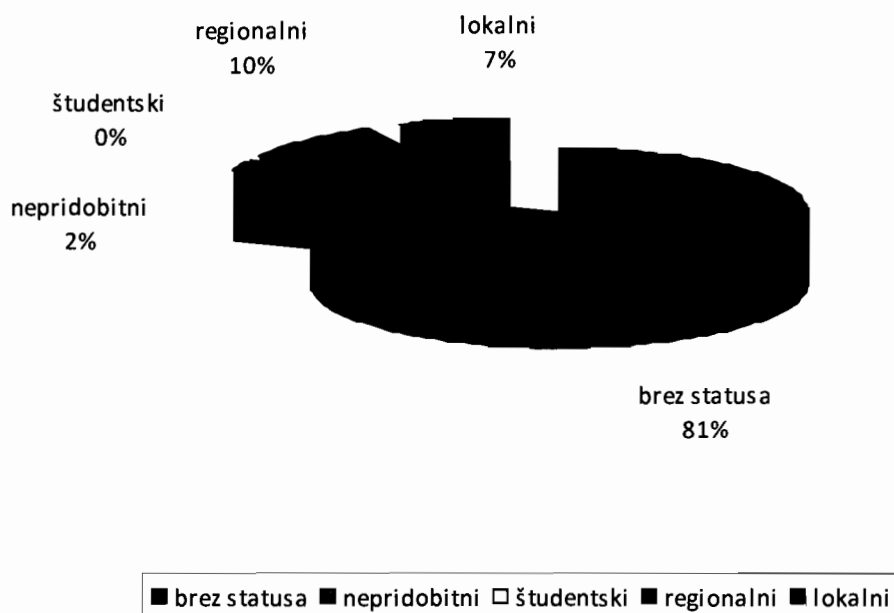 regionalni
10%
lokalni
7%
študentski
0%
nepridobitni
2%
brez statusa
81%
brez statusa nepridobitni študentski regionalni lokalni